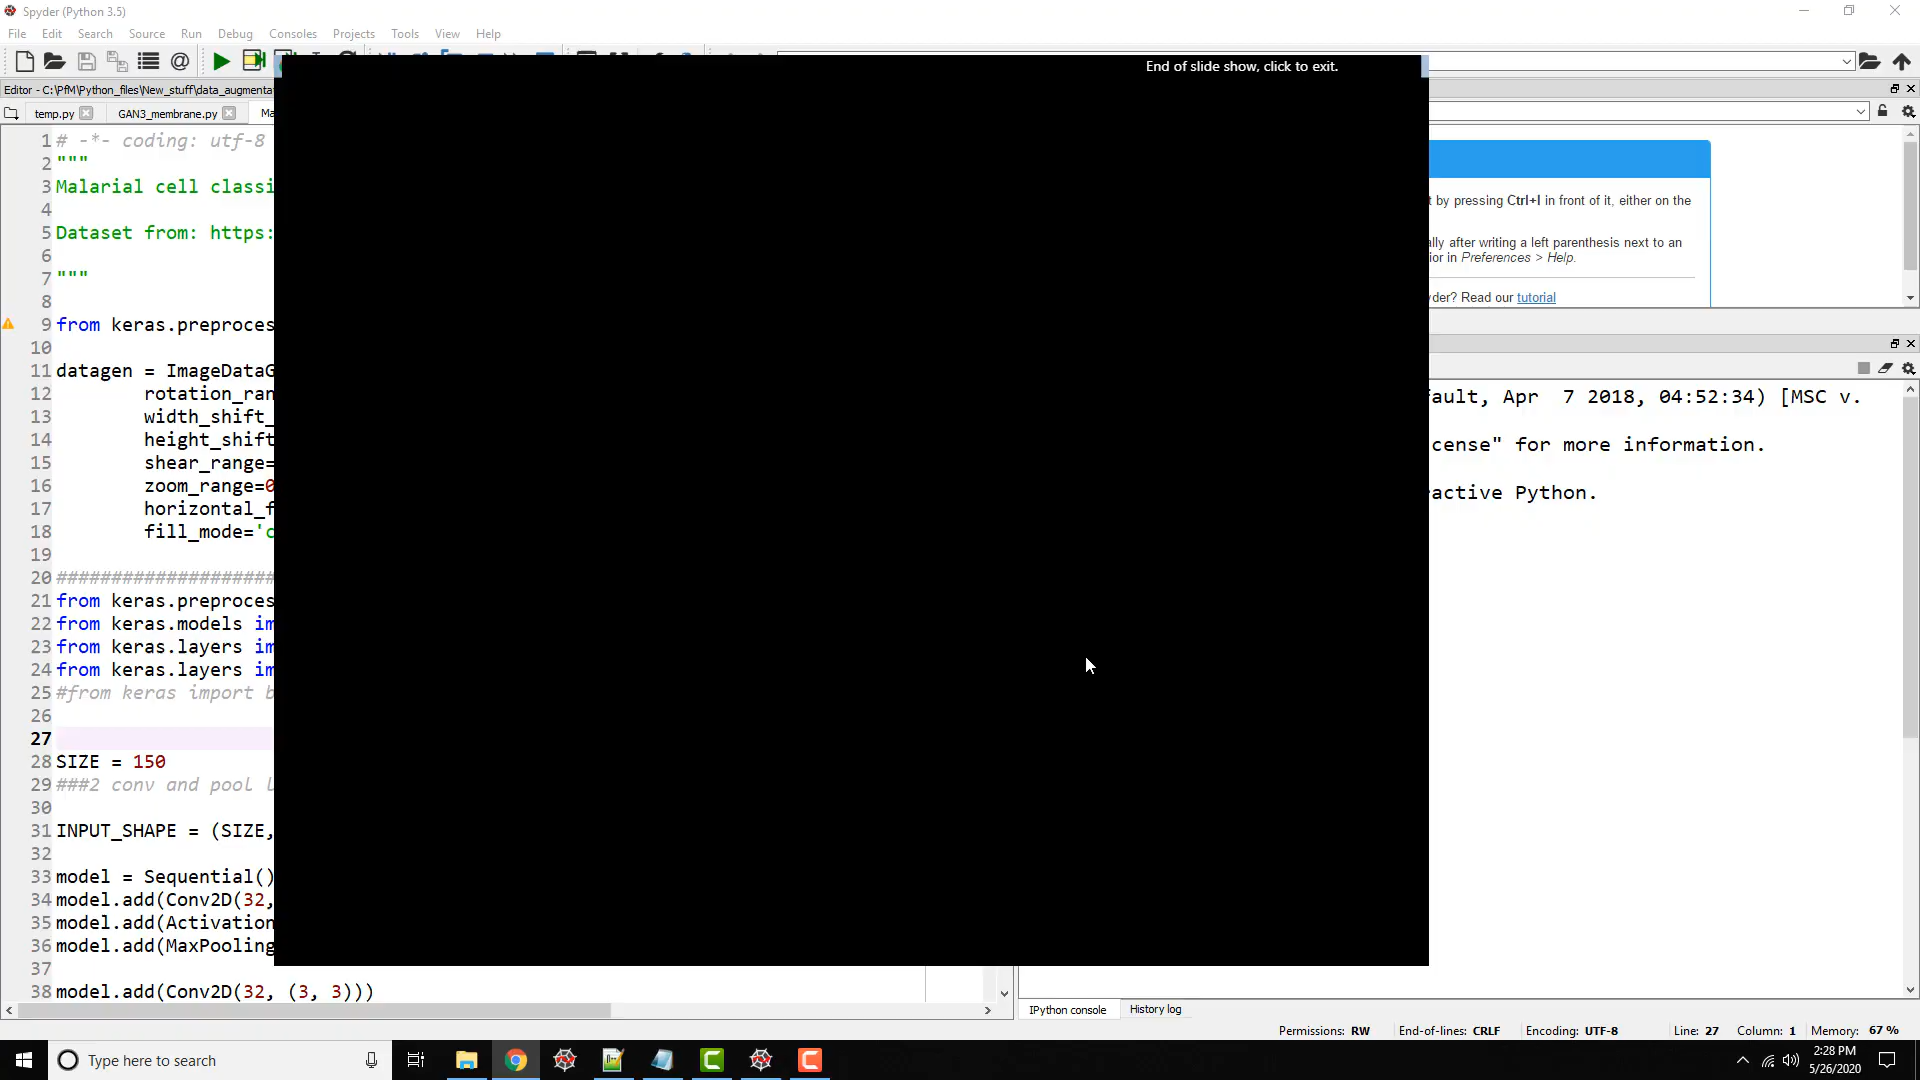 Spyder (Python 3.5)
File Edit Search Source Run Debug Consoles Projects Tools View Help
End of slide show, click to exit.
Editor - C:\PfM\Python_files\New_stuff\data_augmenta
temp.py GAN3_membrane.py Ma
1 # -*- coding: utf-8
2 """
3 Malarial cell classi
4
5 Dataset from: https:
6
7 """
8
9 from keras.preproces
10
11 datagen = ImageDataG
12 rotation_ran
13 width_shift_
14 height_shift
15 shear_range=
16 zoom_range=0
17 horizontal_f
18 fill_mode='c
19
20 ####################
21 from keras.preproces
22 from keras.models im
23 from keras.layers im
24 from keras.layers im
25 #from keras import b
26
27
28 SIZE = 150
29 ###2 conv and pool l
30
31 INPUT_SHAPE = (SIZE,
32
33 model = Sequential()
34 model.add(Conv2D(32,
35 model.add(Activation
36 model.add(MaxPooling
37
38 model.add(Conv2D(32, (3, 3)))
t by pressing Ctrl+I in front of it, either on the
ally after writing a left parenthesis next to an
ior in Preferences > Help.
der? Read our tutorial
fault, Apr 7 2018, 04:52:34) [MSC v.
cense" for more information.
active Python.
IPython console History log
Permissions: RW End-of-lines: CRLF Encoding: UTF-8 Line: 27 Column: 1 Memory: 67 %
Type here to search
2:28 PM
5/26/2020